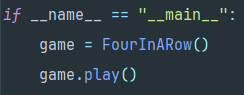 if __name__ == "__main__":
    game = FourInARow()
    game.play()